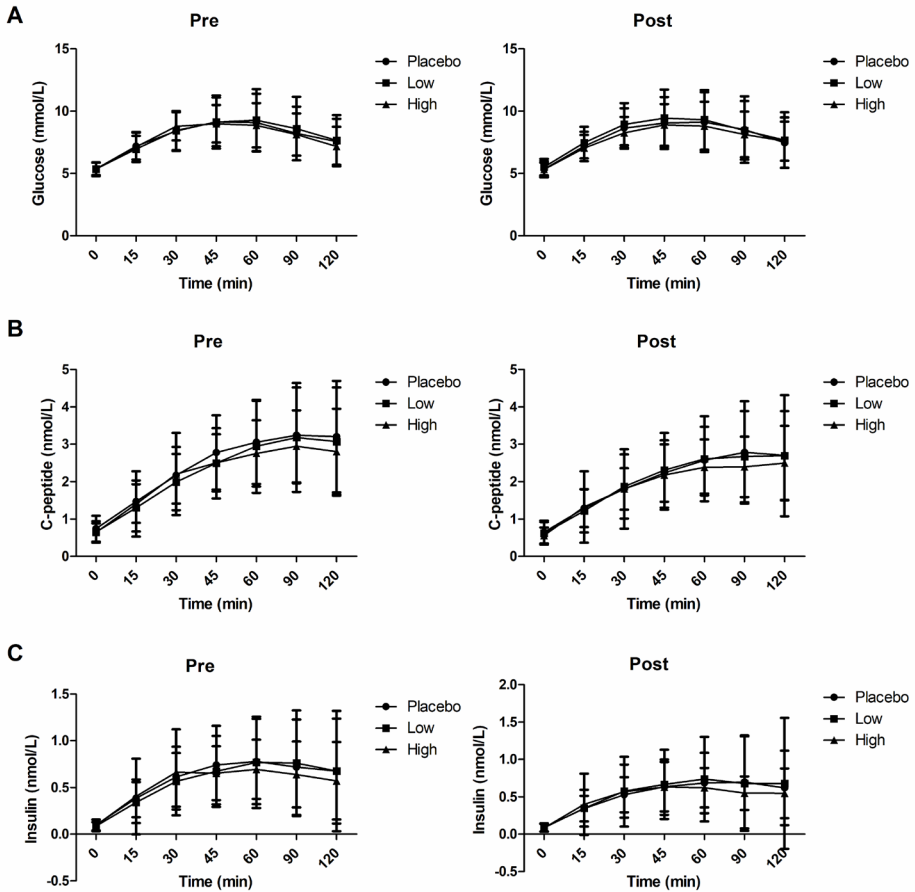 A
Pre
Post
Glucose (mmol/L)
15
10
5
0
0 15 30 45 60 90 120
Time (min)
Placebo
Low
High
Glucose (mmol/L)
15
10
5
0
0 15 30 45 60 90 120
Time (min)
Placebo
Low
High
B
Pre
Post
C-peptide (nmol/L)
5
4
3
2
1
0
0 15 30 45 60 90 120
Time (min)
Placebo
Low
High
C-peptide (nmol/L)
5
4
3
2
1
0
0 15 30 45 60 90 120
Time (min)
Placebo
Low
High
C
Pre
Post
Insulin (nmol/L)
1.5
1.0
0.5
0.0
-0.5
0 15 30 45 60 90 120
Time (min)
Placebo
Low
High
Insulin (nmol/L)
2.0
1.5
1.0
0.5
0.0
-0.5
0 15 30 45 60 90 120
Time (min)
Placebo
Low
High